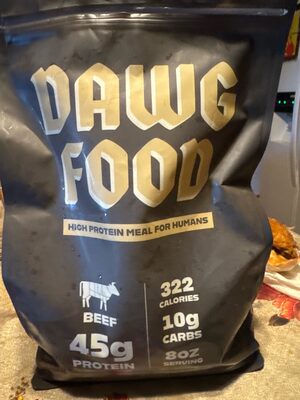 DAWG
FOOD
HIGH PROTEIN MEAL FOR HUMANS
BEEF
45g
PROTEIN
322
CALORIES
10g
CARBS
8OZ
SERVING